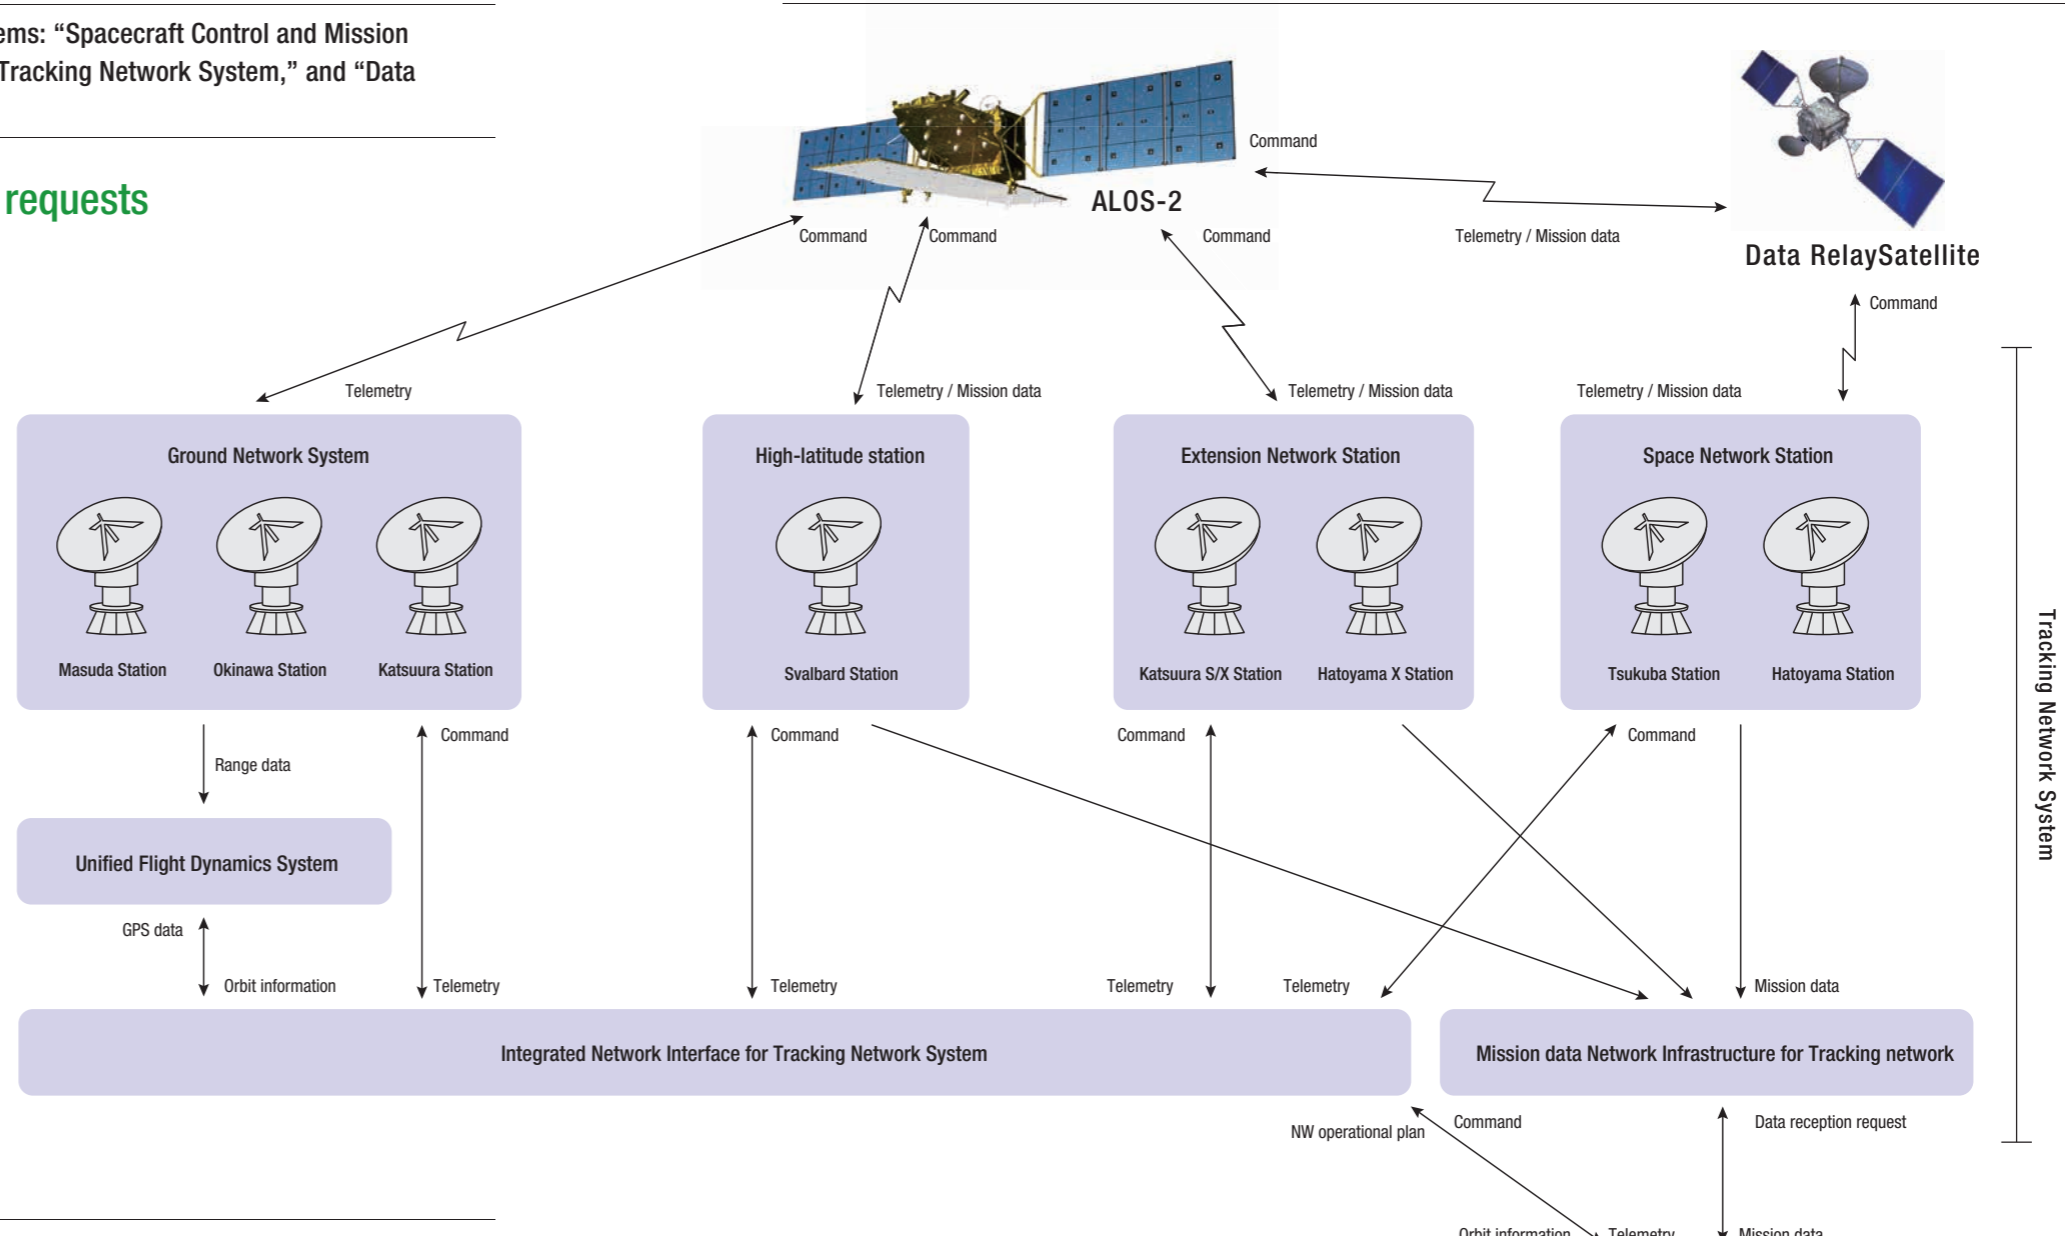 ems: “Spacecraft Control and Mission
Tracking Network System,” and “Data
requests
Command
ALOS-2
Command
Command
Command
Telemetry / Mission data
Data RelaySatellite
Command
Telemetry
Telemetry / Mission data
Telemetry / Mission data
Telemetry / Mission data
Ground Network System
High-latitude station
Extension Network Station
Space Network Station
Masuda Station
Okinawa Station
Katsuura Station
Svalbard Station
Katsuura S/X Station
Hatoyama X Station
Tsukuba Station
Hatoyama Station
Tracking Network System
Command
Command
Command
Command
Range data
Unified Flight Dynamics System
GPS data
Orbit information
Telemetry
Telemetry
Telemetry
Telemetry
Mission data
Integrated Network Interface for Tracking Network System
Mission data Network Infrastructure for Tracking network
NW operational plan
Command
Data reception request
Orbit information
Telemetry
Mission data